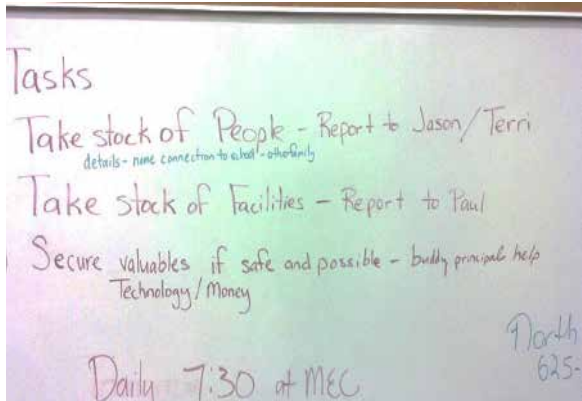 Tasks
Take stock of People - Report to Jason/Terri
details - connection to school - other family
Take stock of Facilities - Report to Paul
Secure valuables if safe and possible - buddy principals help
Technology/Money
North
625-
Daily 7:30 at MEC